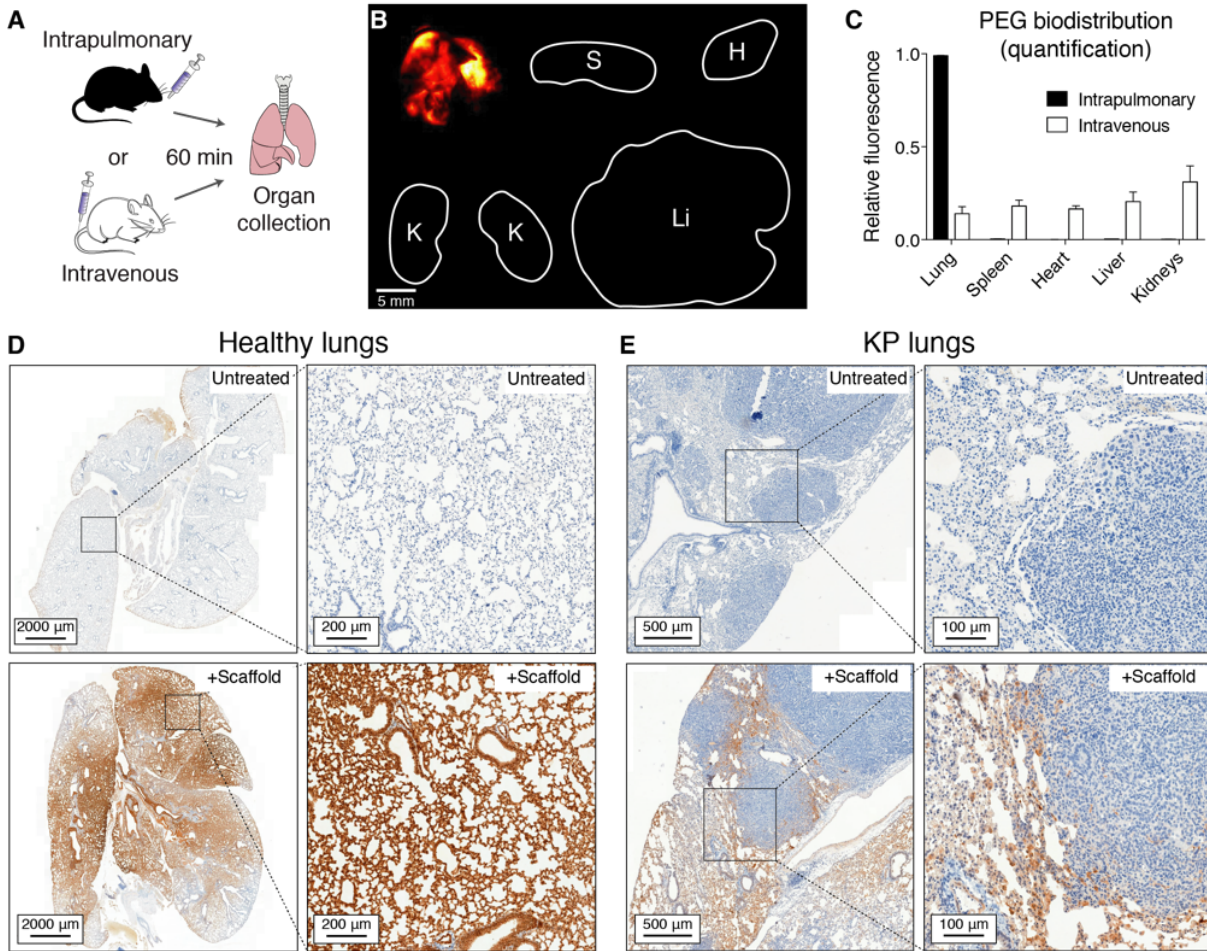 A
Intrapulmonary
or
60 min
Organ
collection
Intravenous
B
S
H
K
K
Li
5 mm
C
PEG biodistribution
(quantification)
Relative fluorescence
1.0
0.5
0.0
Intrapulmonary
Intravenous
Lung
Spleen
Heart
Liver
Kidneys
D
Healthy lungs
Untreated
2000 µm
Untreated
200 µm
+Scaffold
2000 µm
+Scaffold
200 µm
E
KP lungs
Untreated
500 µm
Untreated
100 µm
+Scaffold
500 µm
+Scaffold
100 µm